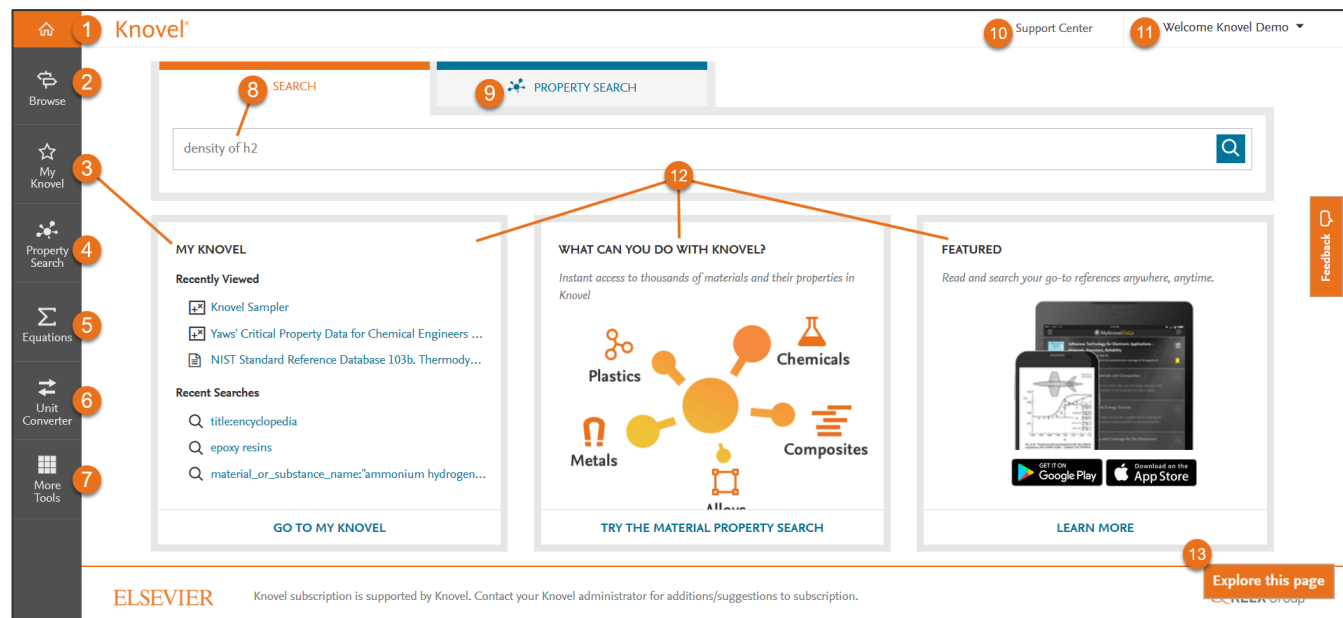 1
Knovel®
10
Support Center
11
Welcome Knovel Demo
Browse
2
My
Knovel
3
Property
Search
4
Equations
5
Unit
Converter
6
More
Tools
7
8
SEARCH
9
PROPERTY SEARCH
density of h2
12
Feedback
MY KNOVEL
Recently Viewed
Knovel Sampler
Yaws' Critical Property Data for Chemical Engineers ...
NIST Standard Reference Database 103b. Thermody...
Recent Searches
title:encyclopedia
epoxy resins
material_or_substance_name:"ammonium hydrogen...
GO TO MY KNOVEL
WHAT CAN YOU DO WITH KNOVEL?
Instant access to thousands of materials and their properties in
Knovel
Plastics
Chemicals
Metals
Composites
Alloys
TRY THE MATERIAL PROPERTY SEARCH
FEATURED
Read and search your go-to references anywhere, anytime.
MyKnovelToGo
GET IT ON
Google Play
Download on the
App Store
LEARN MORE
13
Explore this page
ELSEVIER
Knovel subscription is supported by Knovel. Contact your Knovel administrator for additions/suggestions to subscription.